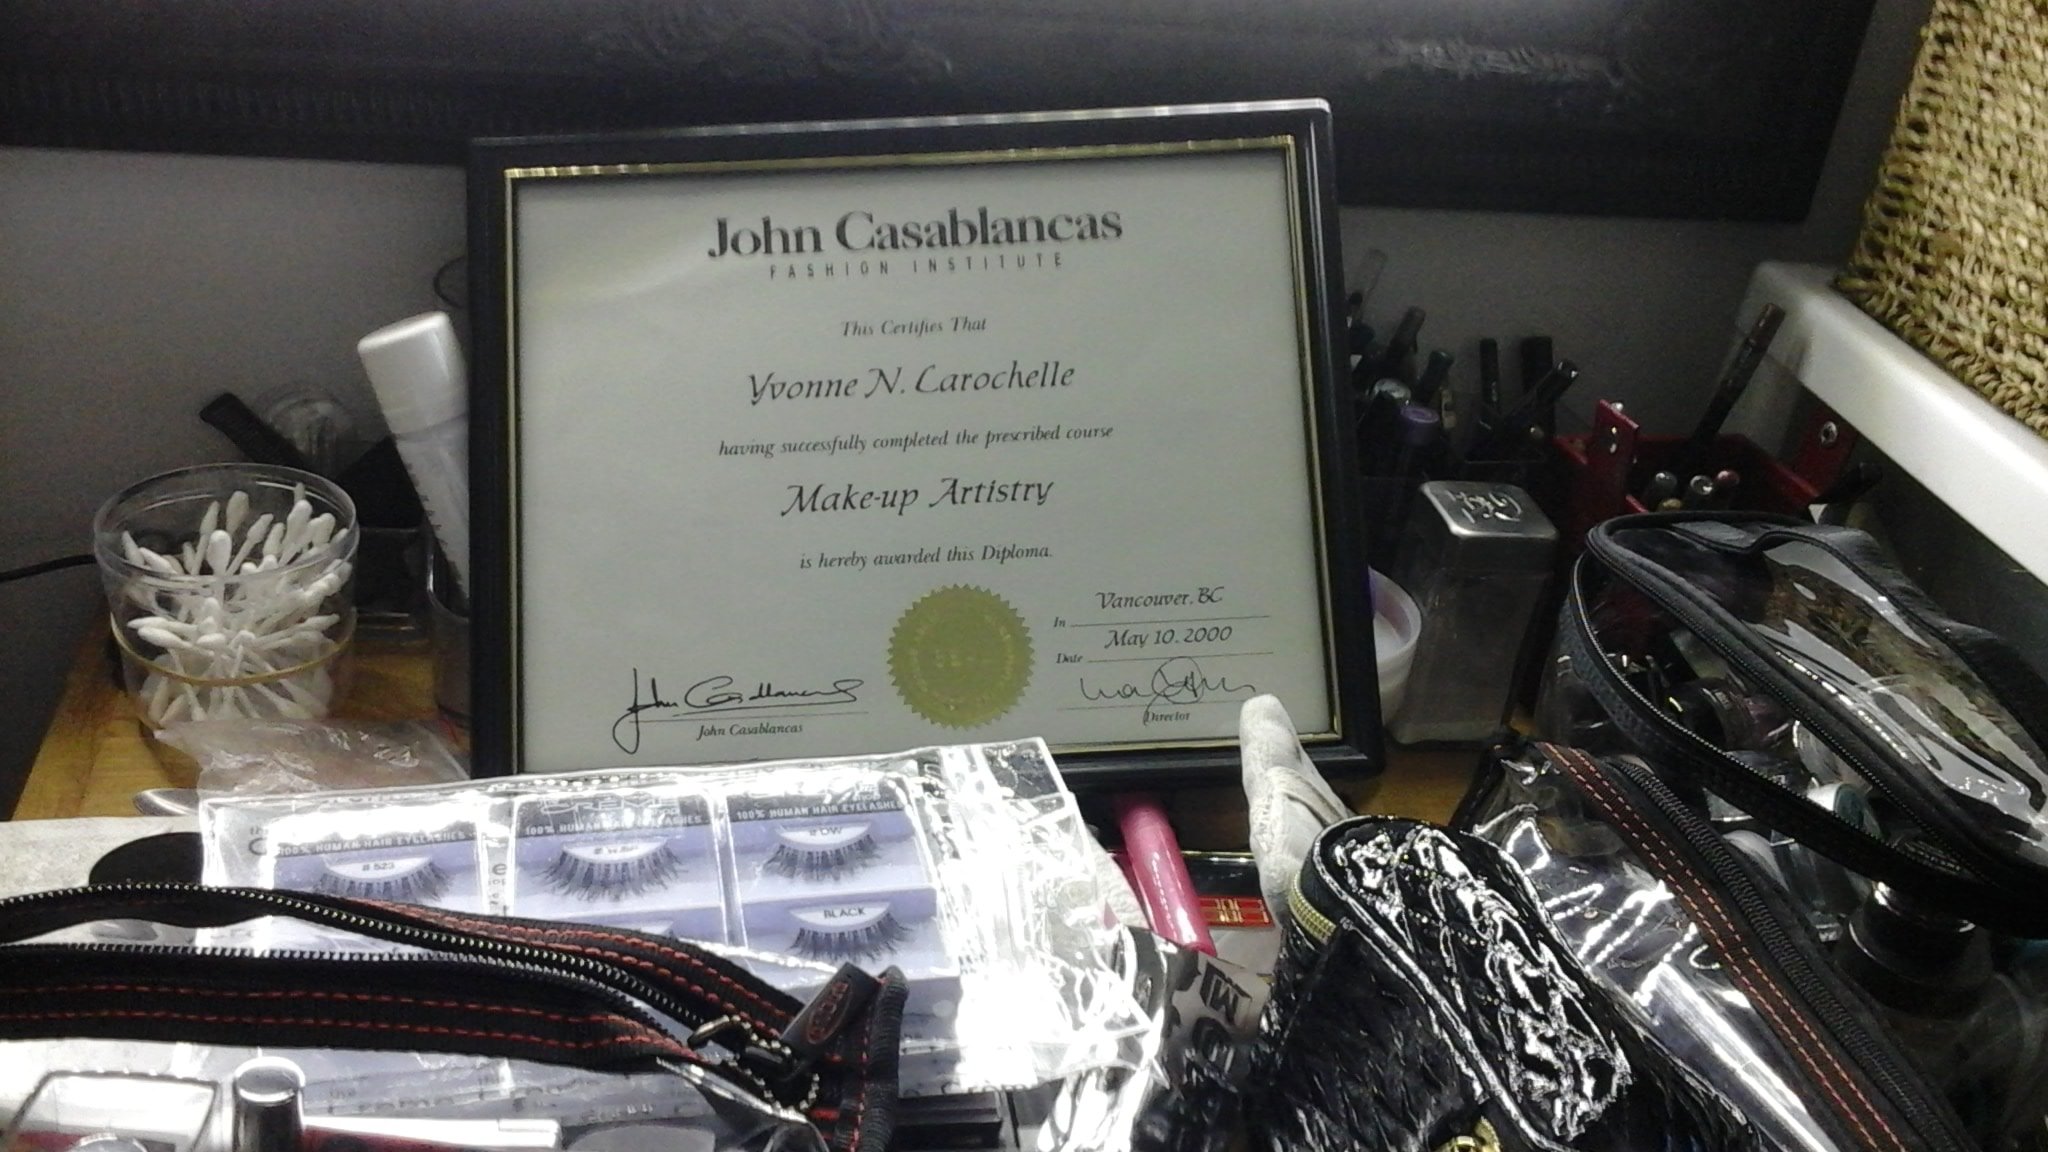 John Casablancas
FASHION INSTITUTE
This Certifies That
Yvonne N. Larochelle
having successfully completed the prescribed course
Make-up Artistry
is hereby awarded this Diploma.
Vancouver, BC
In
May 10, 2000
Date
John Casablancas
John Casablancas
Director
100% HUMAN HAIR EYELASHES
#523
100% HUMAN HAIR EYELASHES
100% HUMAN HAIR EYELASHES
#DW
BLACK